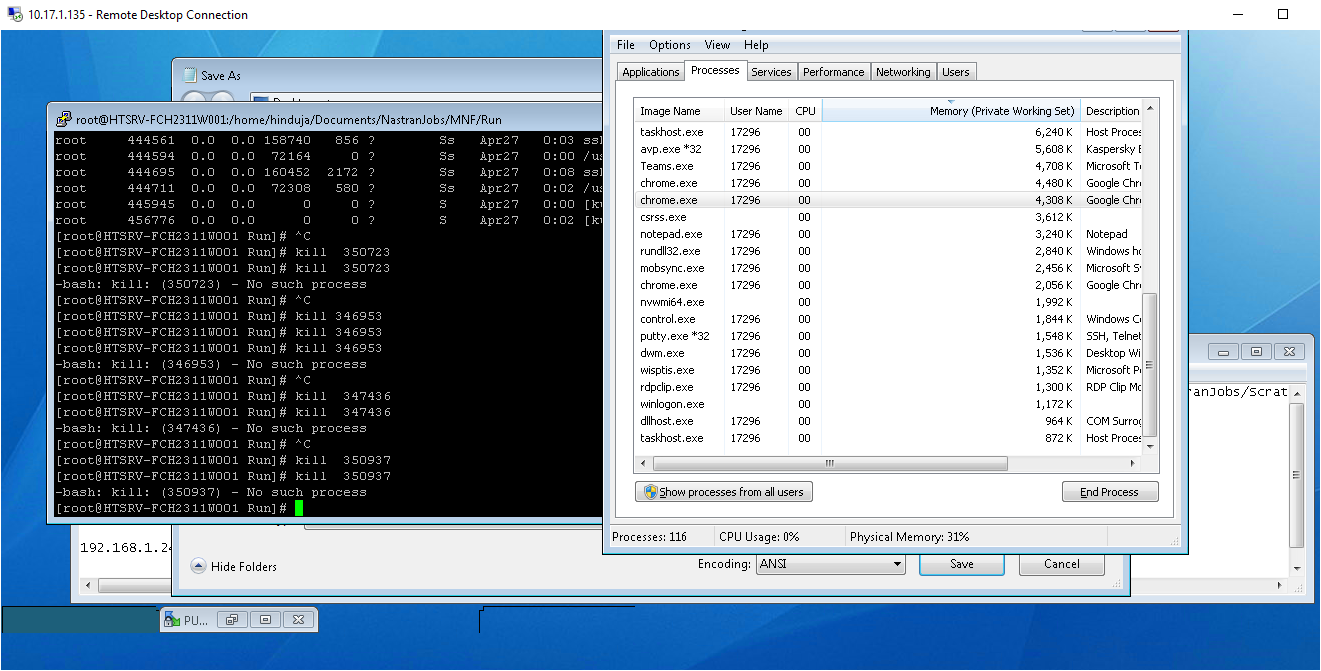 10.17.1.135 - Remote Desktop Connection
Save As
root@HTSRV-FCH2311W001:/home/hinduja/Documents/NastranJobs/MNF/Run
root 444561 0.0 0.0 158740 856 ? Ss Apr27 0:03 ss
root 444594 0.0 0.0 72164 0 ? Ss Apr27 0:00 /us
root 444695 0.0 0.0 160452 2172 ? Ss Apr27 0:08 ss
root 444711 0.0 0.0 72308 580 ? Ss Apr27 0:02 /us
root 445945 0.0 0.0 0 0 ? S Apr27 0:00 [k
root 456776 0.0 0.0 0 0 ? S Apr27 0:02 [k
[root@HTSRV-FCH2311W001 Run]# ^C
[root@HTSRV-FCH2311W001 Run]# kill  350723
[root@HTSRV-FCH2311W001 Run]# kill  350723
-bash: kill: (350723) - No such process
[root@HTSRV-FCH2311W001 Run]# ^C
[root@HTSRV-FCH2311W001 Run]# kill 346953
[root@HTSRV-FCH2311W001 Run]# kill 346953
[root@HTSRV-FCH2311W001 Run]# kill 346953
-bash: kill: (346953) - No such process
[root@HTSRV-FCH2311W001 Run]# ^C
[root@HTSRV-FCH2311W001 Run]# kill  347436
[root@HTSRV-FCH2311W001 Run]# kill  347436
-bash: kill: (347436) - No such process
[root@HTSRV-FCH2311W001 Run]# ^C
[root@HTSRV-FCH2311W001 Run]# kill  350937
[root@HTSRV-FCH2311W001 Run]# kill  350937
-bash: kill: (350937) - No such process
[root@HTSRV-FCH2311W001 Run]#
File Options View Help
Applications Processes Services Performance Networking Users
Image Name User Name CPU Memory (Private Working Set) Description
taskhost.exe 17296 00 6,240 K Host Proces
avp.exe *32 17296 00 5,608 K Kaspersky E
Teams.exe 17296 00 4,708 K Microsoft T
chrome.exe 17296 00 4,480 K Google Chr
chrome.exe 17296 00 4,308 K Google Chr
csrss.exe 00 3,612 K
notepad.exe 17296 00 3,240 K Notepad
rundll32.exe 17296 00 2,840 K Windows ho
mobsync.exe 17296 00 2,456 K Microsoft S
chrome.exe 17296 00 2,056 K Google Chr
nvwmi64.exe 00 1,992 K
control.exe 17296 00 1,844 K Windows C
putty.exe *32 17296 00 1,548 K SSH, Telnet
dwm.exe 17296 00 1,536 K Desktop Wi
wisptis.exe 17296 00 1,352 K Microsoft P
rdpclip.exe 17296 00 1,300 K RDP Clip Mo
winlogon.exe 00 1,172 K
dllhost.exe 17296 00 964 K COM Surrog
taskhost.exe 17296 00 872 K Host Proces
Show processes from all users End Process
Processes: 116 CPU Usage: 0% Physical Memory: 31%
ranJobs/Scrat
192.168.1.24
Hide Folders
Encoding: ANSI Save Cancel
PU...